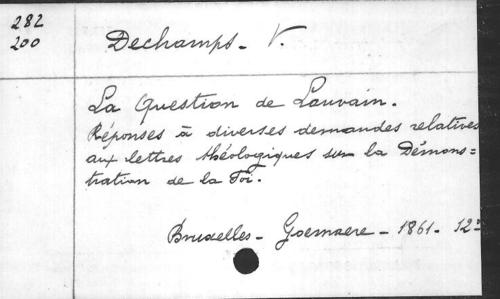 282
200
Dechamps - V.
La Question de Louvain.
Réponses à diverses demandes relatives
aux lettres théologiques sur la Démons=
tration de la Foi.
Bruxelles - Goemaere - 1861 - 12°